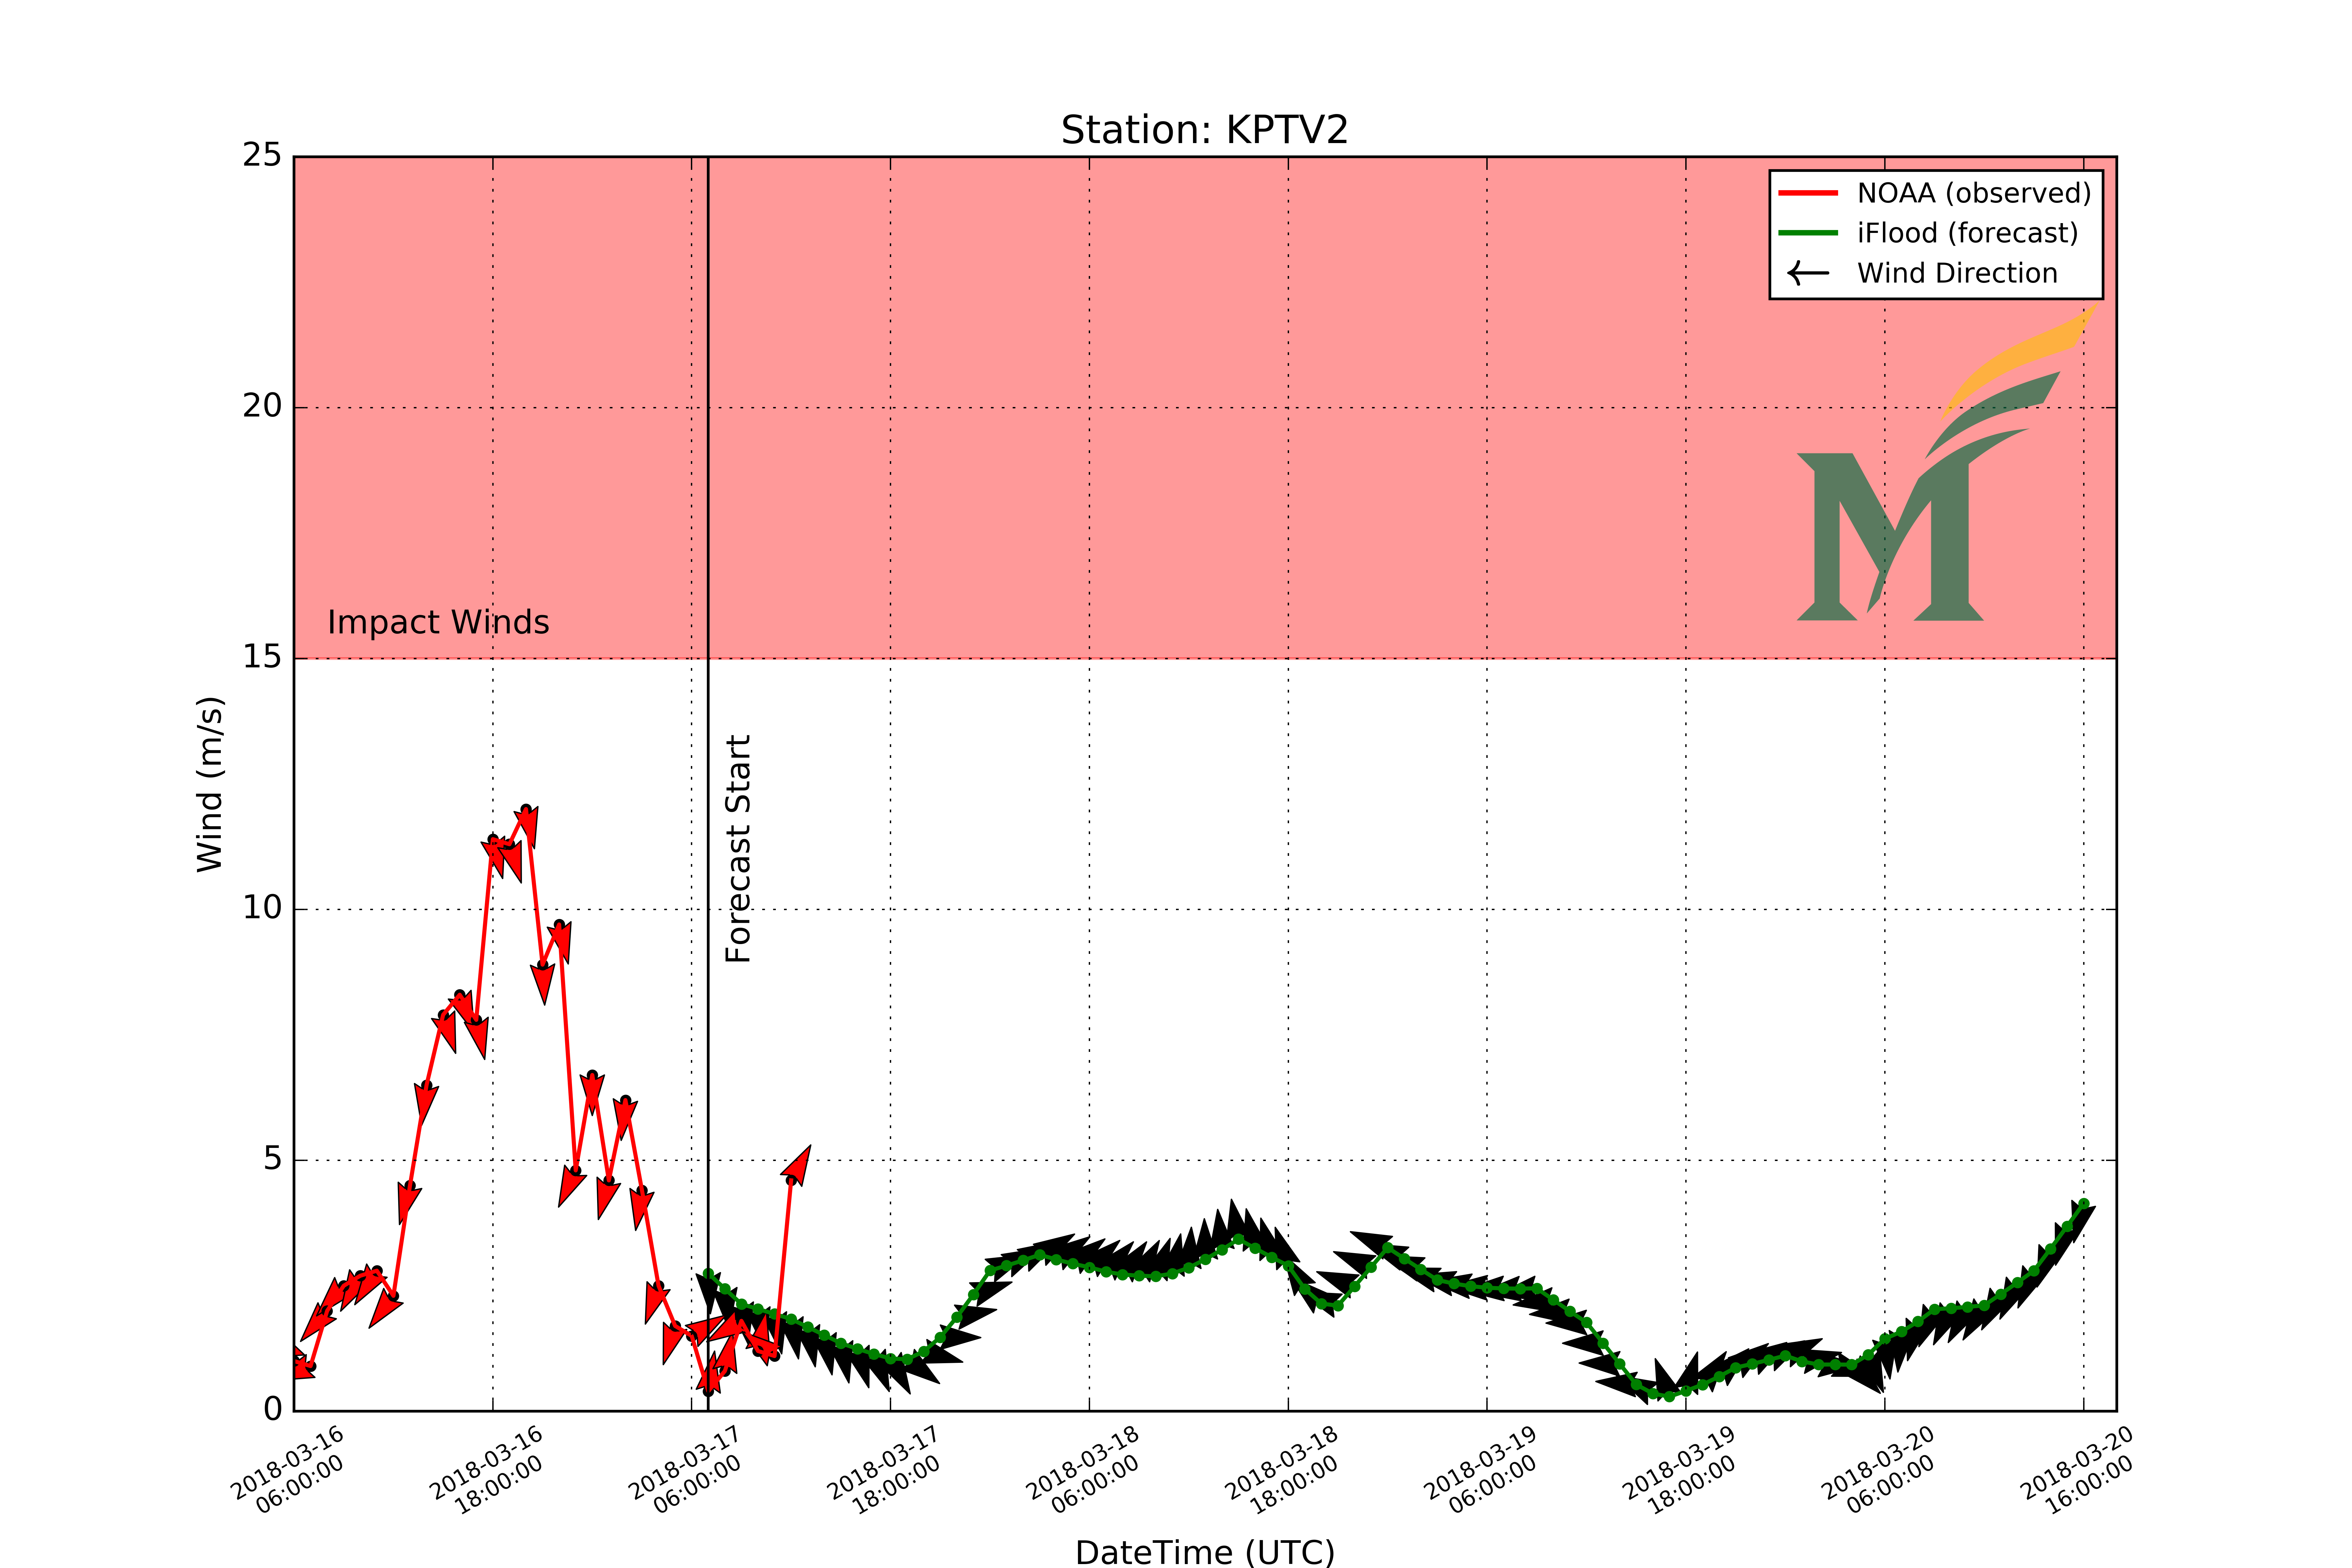 Station: KPTV2
25
20
15
10
5
0
Wind (m/s)
NOAA (observed)
iFlood (forecast)
Wind Direction
Impact Winds
Forecast Start
2018-03-16
06:00:00
2018-03-16
18:00:00
2018-03-17
06:00:00
2018-03-17
18:00:00
2018-03-18
06:00:00
2018-03-18
18:00:00
2018-03-19
06:00:00
2018-03-19
18:00:00
2018-03-20
06:00:00
2018-03-20
16:00:00
DateTime (UTC)
M